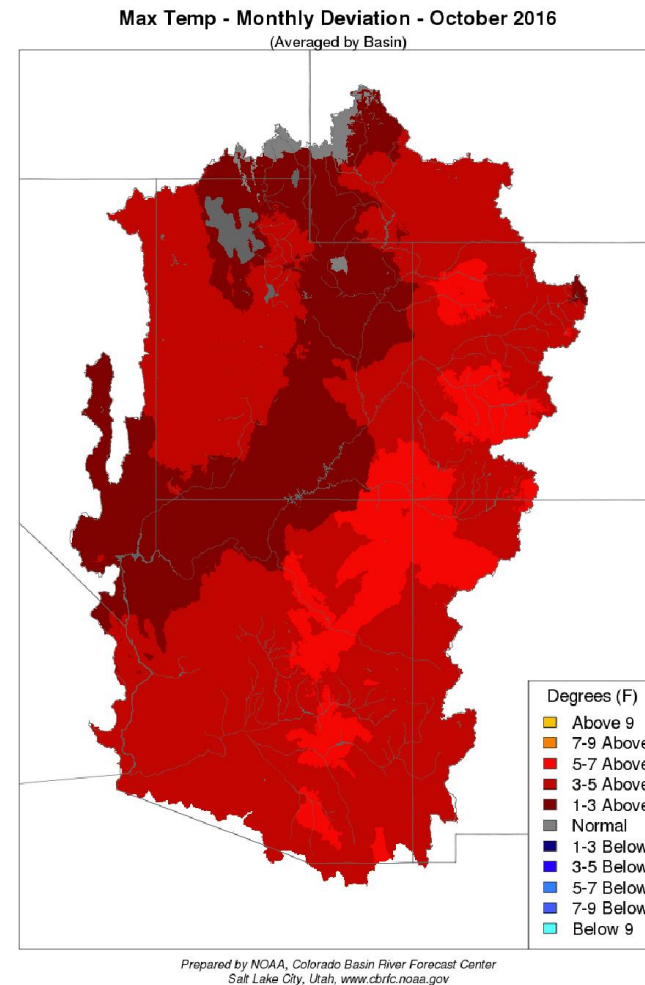 Max Temp - Monthly Deviation - October 2016
(Averaged by Basin)
Degrees (F)
Above 9
7-9 Above
5-7 Above
3-5 Above
1-3 Above
Normal
1-3 Below
3-5 Below
5-7 Below
7-9 Below
Below 9
Prepared by NOAA, Colorado Basin River Forecast Center
Salt Lake City, Utah, www.cbrfc.noaa.gov